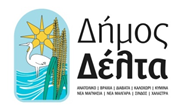 Δήμος
Δέλτα
ΑΝΑΤΟΛΙΚΟ | ΒΡΑΧΙΑ | ΔΙΑΒΑΤΑ | ΚΑΛΟΧΩΡΙ | ΚΥΜΙΝΑ
ΝΕΑ ΜΑΓΝΗΣΙΑ | ΝΕΑ ΜΑΛΓΑΡΑ | ΣΙΝΔΟΣ | ΧΑΛΑΣΤΡΑ